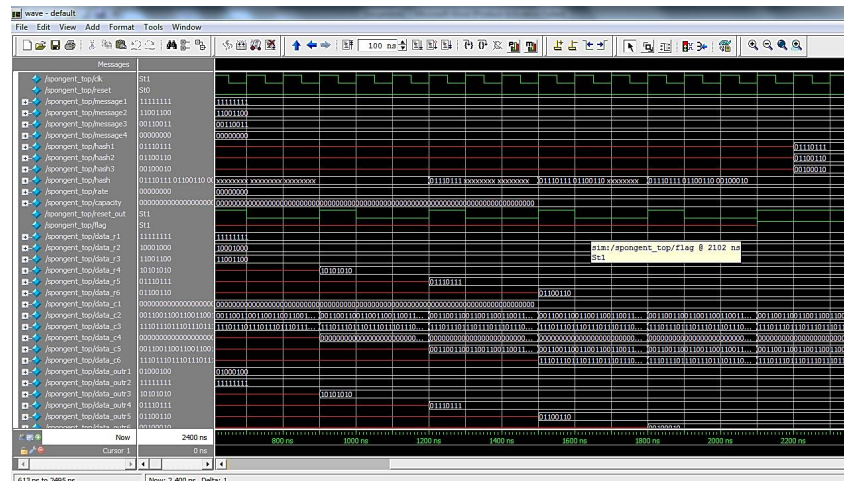 wave - default
File Edit View Add Format Tools Window
100 ns
Messages
/spongent_top/clk St1
/spongent_top/reset St0
/spongent_top/message1 11111111 11111111
/spongent_top/message2 11001100 11001100
/spongent_top/message3 00110011 00110011
/spongent_top/message4 00000000 00000000
/spongent_top/hash1 01110111 01110111
/spongent_top/hash2 01100110 01100110
/spongent_top/hash3 00100010 00100010
/spongent_top/hash 01110111 01100110 00 xxxxxxxx xxxxxxxx xxxxxxxx 01110111 xxxxxxxx xxxxxxxx 01110111 01100110 xxxxxxxx 01110111 01100110 00100010
/spongent_top/rate 00000000 00000000
/spongent_top/capacity
/spongent_top/reset_out St1
/spongent_top/flag St1
/spongent_top/data_r1 11111111 11111111
/spongent_top/data_r2 10001000 10001000
sim:/spongent_top/flag @ 2102 ns
St1
/spongent_top/data_r3 11001100 11001100
/spongent_top/data_r4 10101010 10101010
/spongent_top/data_r5 01110111 01110111
/spongent_top/data_r6 01100110 01100110
/spongent_top/data_c1
/spongent_top/data_c2
/spongent_top/data_c3
/spongent_top/data_c4
/spongent_top/data_c5
/spongent_top/data_c6
/spongent_top/data_outr1 01000100 01000100
/spongent_top/data_outr2 11111111 11111111
/spongent_top/data_outr3 10101010 10101010
/spongent_top/data_outr4 01110111 01110111
/spongent_top/data_outr5 01100110 01100110
Now 2400 ns
800 ns 1000 ns 1200 ns 1400 ns 1600 ns 1800 ns 2000 ns 2200 ns
Cursor 1 0 ns